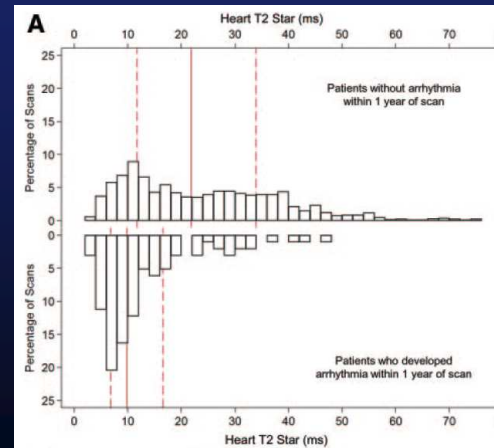 A
Heart T2 Star (ms)
0 10 20 30 40 50 60 70
Percentage of Scans
25
20
15
10
5
0
Patients without arrhythmia
within 1 year of scan
Percentage of Scans
0
5
10
15
20
25
Patients who developed
arrhythmia within 1 year of scan
0 10 20 30 40 50 60 70
Heart T2 Star (ms)